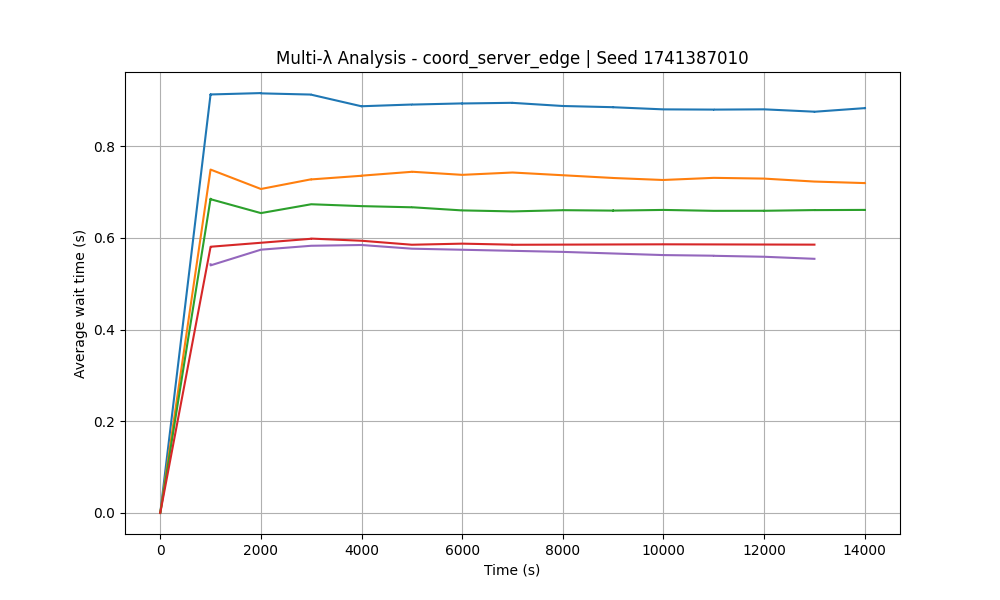 Multi-λ Analysis - coord_server_edge | Seed 1741387010
Average wait time (s)
0.8
0.6
0.4
0.2
0.0
0 2000 4000 6000 8000 10000 12000 14000
Time (s)